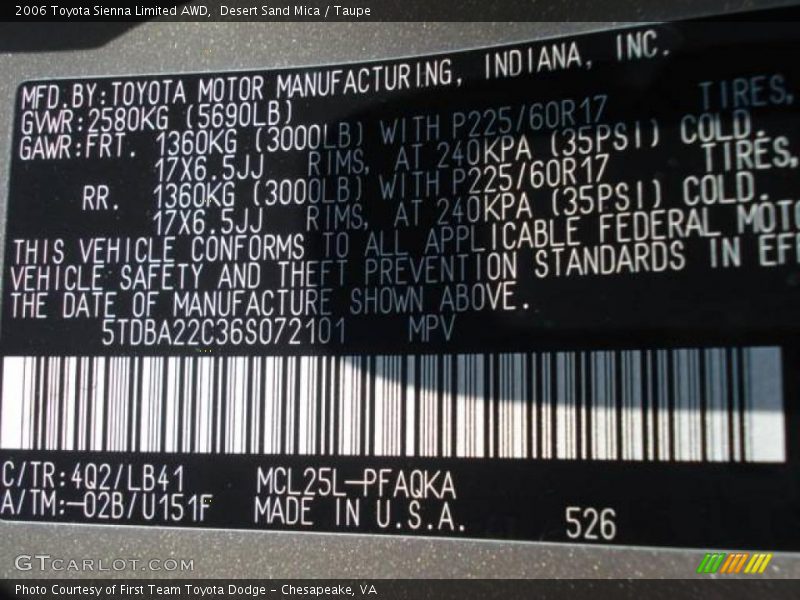 2006 Toyota Sienna Limited AWD,  Desert Sand Mica / Taupe
MFD.BY:TOYOTA MOTOR MANUFACTURING, INDIANA, INC.
GVWR:2580KG (5690LB)
GAWR:FRT. 1360KG (3000LB) WITH P225/60R17 TIRES,
17X6.5JJ RIMS, AT 240KPA (35PSI) COLD.
RR. 1360KG (3000LB) WITH P225/60R17 TIRES,
17X6.5JJ RIMS, AT 240KPA (35PSI) COLD.
THIS VEHICLE CONFORMS TO ALL APPLICABLE FEDERAL MOTO
VEHICLE SAFETY AND THEFT PREVENTION STANDARDS IN EFF
THE DATE OF MANUFACTURE SHOWN ABOVE.
5TDBA22C36S072101 MPV
C/TR:4Q2/LB41 MCL25L-PFAQKA
A/TM:-02B/U151F MADE IN U.S.A. 526
GTCARLOT.COM
Photo Courtesy of First Team Toyota Dodge - Chesapeake, VA